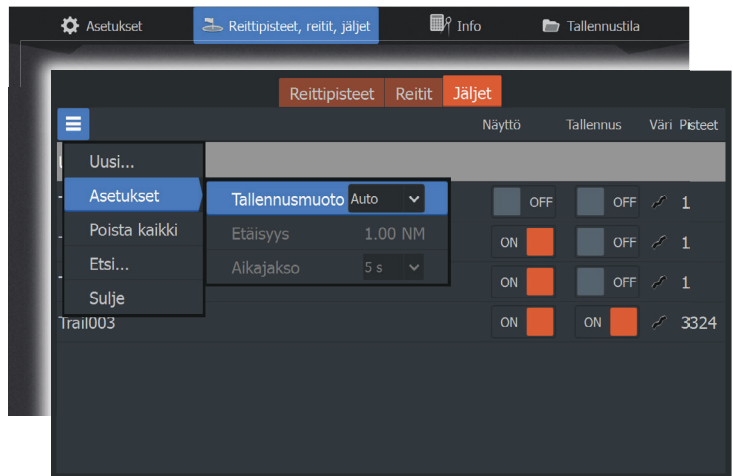 Asetukset Reittipisteet, reitit, jäljet Info Tallennustila
Reittipisteet Reitit Jäljet
Näyttö Tallennus Väri Pisteet
Uusi...
Asetukset Tallennusmuoto Auto OFF OFF 1
Poista kaikki Etäisyys 1.00 NM ON OFF 1
Etsi... Aikajakso 5 s ON OFF 1
Sulje
Trail003 ON ON 3324